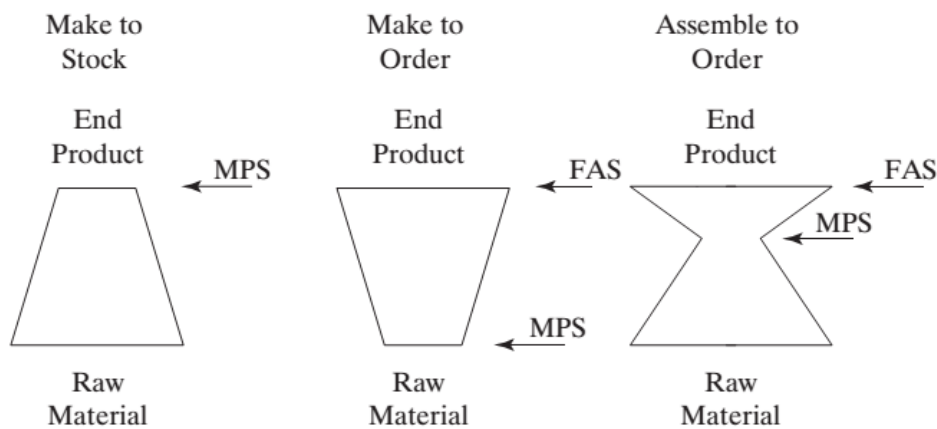 Make to
Stock
Make to
Order
Assemble to
Order
End
Product
End
Product
End
Product
MPS
FAS
FAS
MPS
MPS
Raw
Material
Raw
Material
Raw
Material